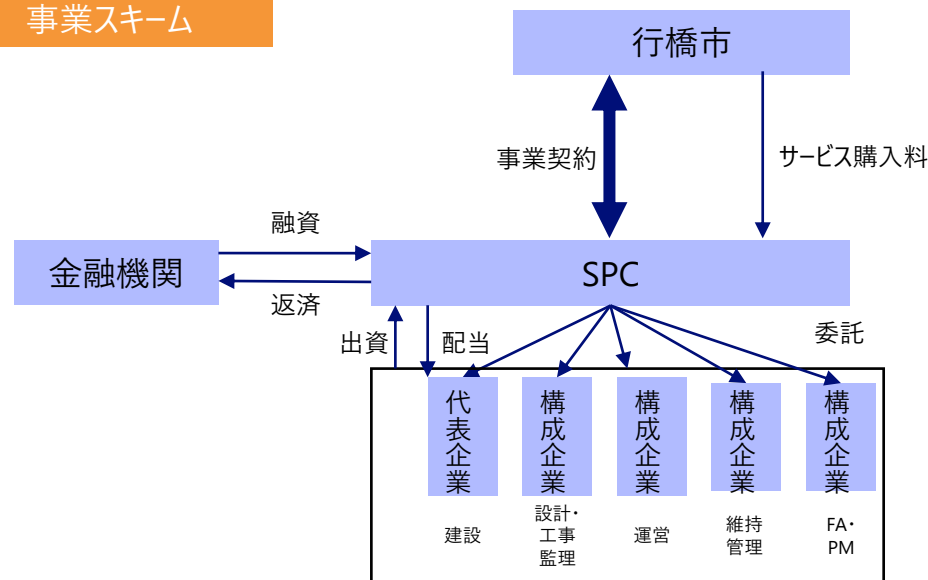 事業スキーム
行橋市
事業契約
サービス購入料
融資
金融機関
SPC
返済
出資
配当
委託
代表企業
構成企業
構成企業
構成企業
構成企業
建設
設計・
工事
監理
運営
維持
管理
FA・
PM